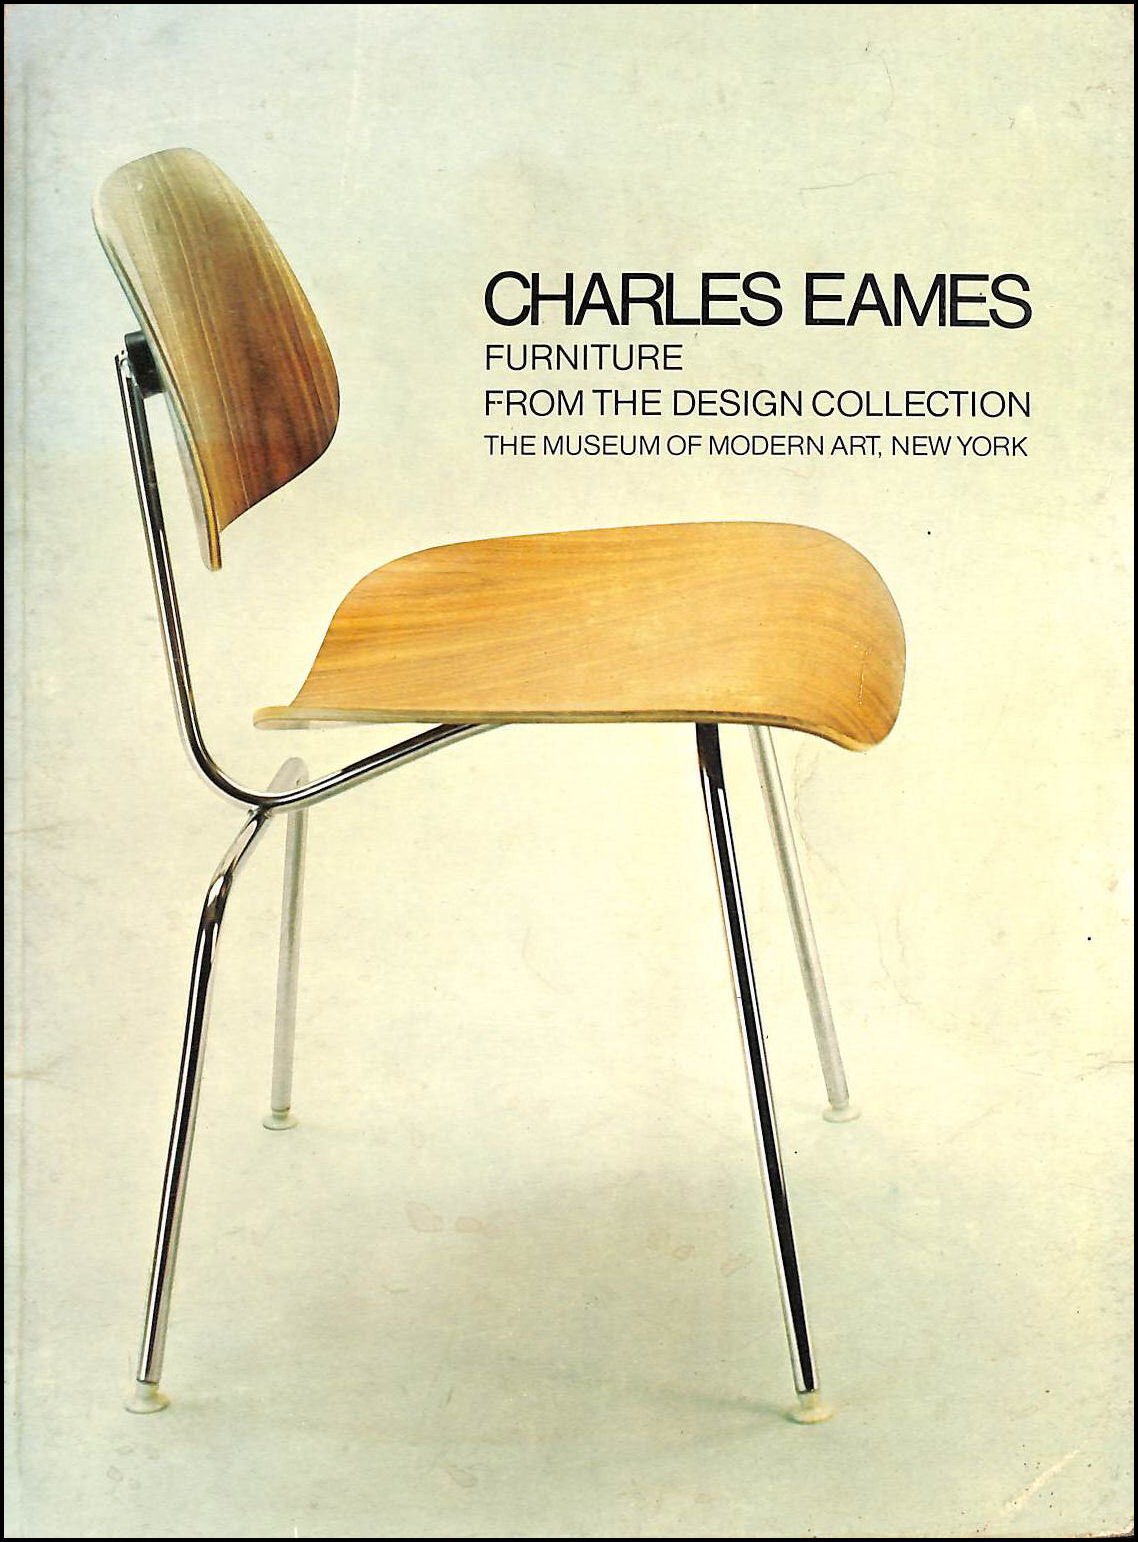 CHARLES EAMES
FURNITURE
FROM THE DESIGN COLLECTION
THE MUSEUM OF MODERN ART, NEW YORK